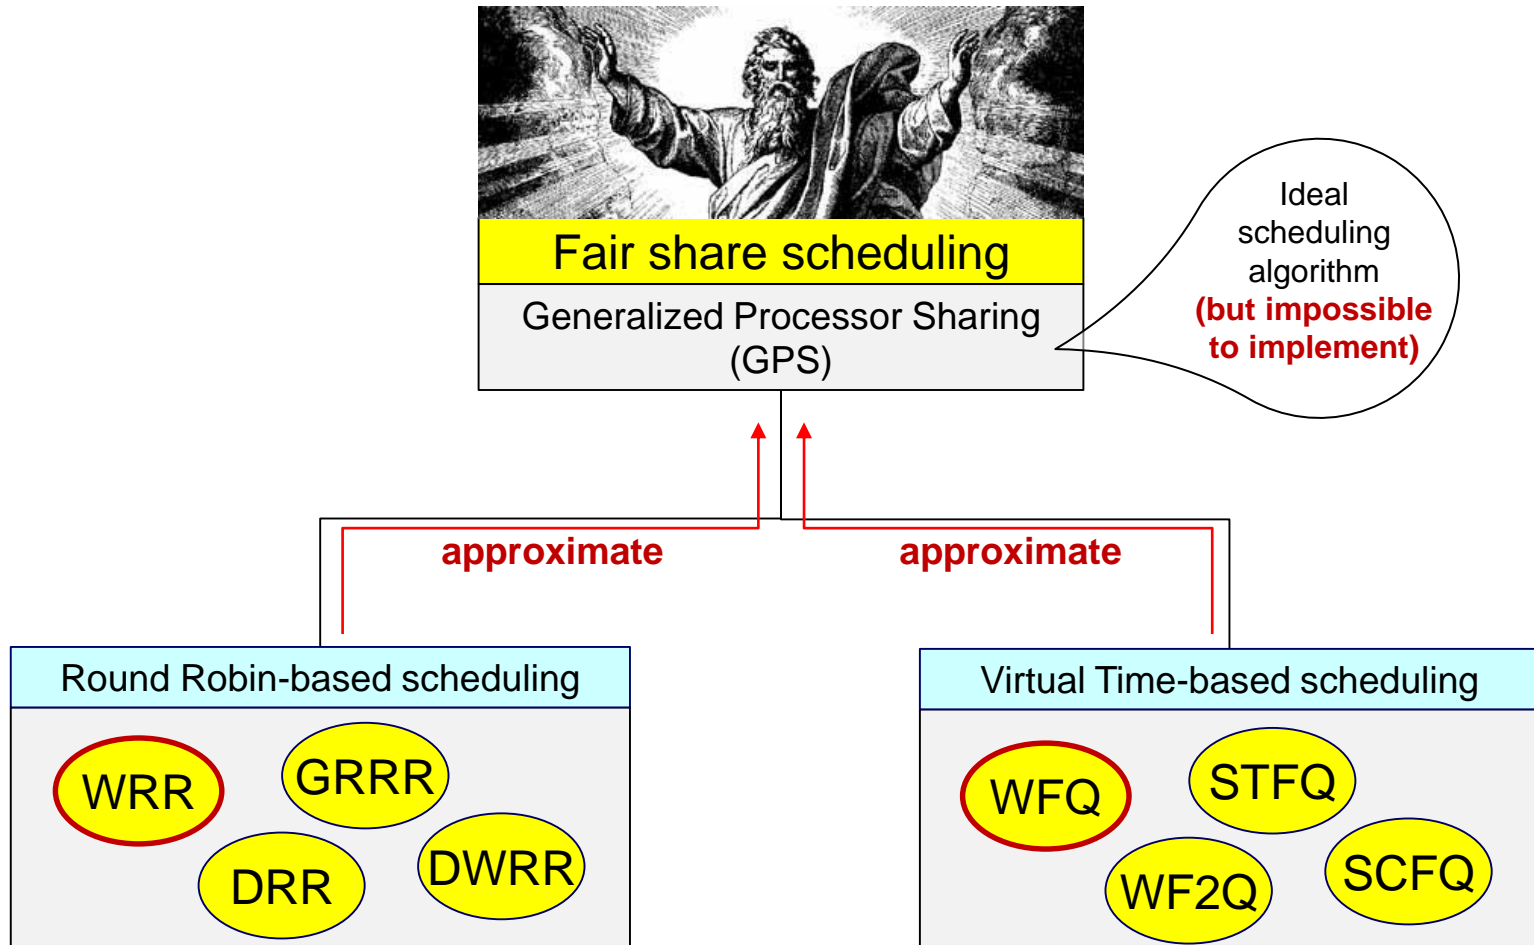 Fair share scheduling
Generalized Processor Sharing
(GPS)
Ideal
scheduling
algorithm
(but impossible
to implement)
approximate
approximate
Round Robin-based scheduling
WRR
GRRR
DRR
DWRR
Virtual Time-based scheduling
WFQ
STFQ
WF2Q
SCFQ